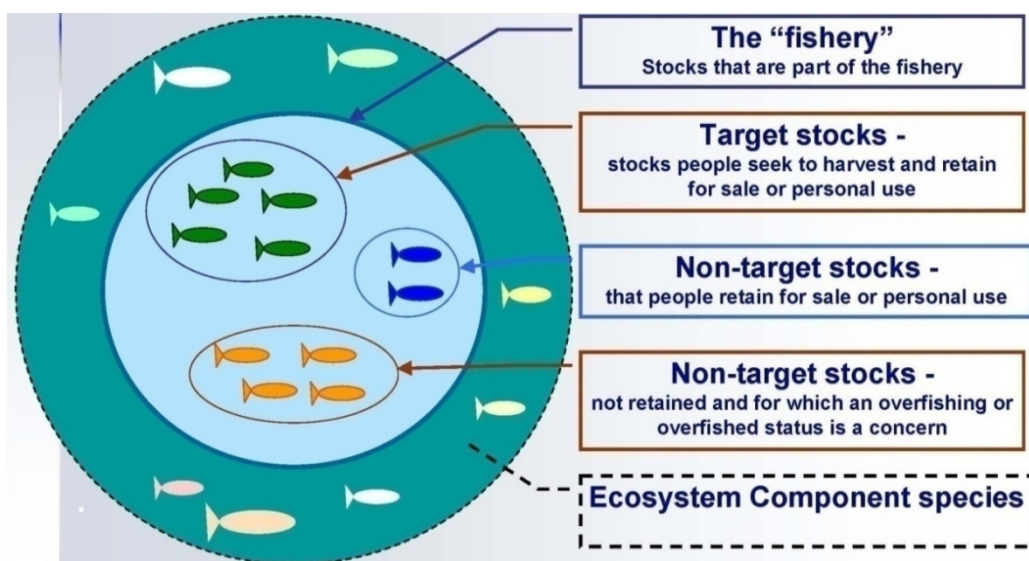 The “fishery”
Stocks that are part of the fishery
Target stocks -
stocks people seek to harvest and retain
for sale or personal use
Non-target stocks -
that people retain for sale or personal use
Non-target stocks -
not retained and for which an overfishing or
overfished status is a concern
Ecosystem Component species